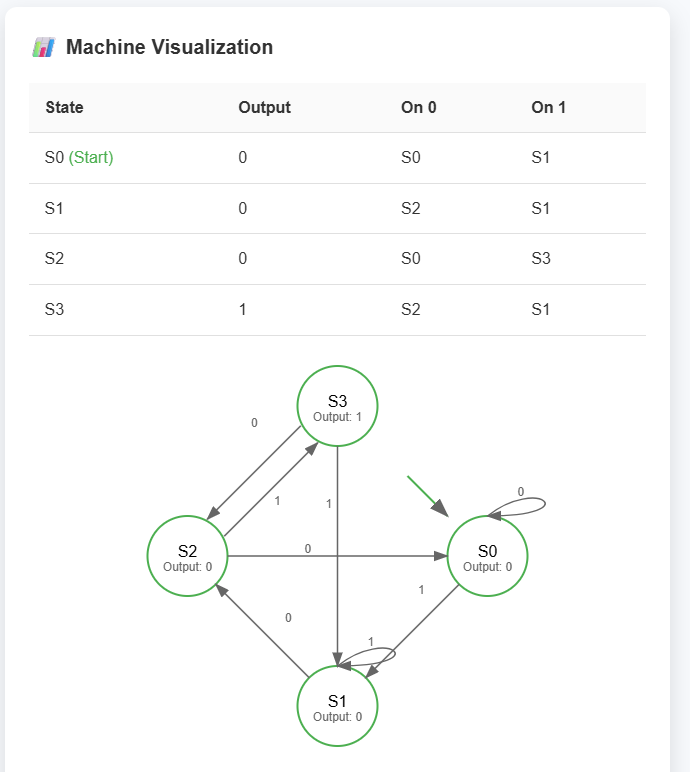 Machine Visualization
State Output On 0 On 1
S0 (Start) 0 S0 S1
S1 0 S2 S1
S2 0 S0 S3
S3 1 S2 S1
S3
Output: 1
0
1
1
0
S2
Output: 0
0
S0
Output: 0
1
0
1
S1
Output: 0